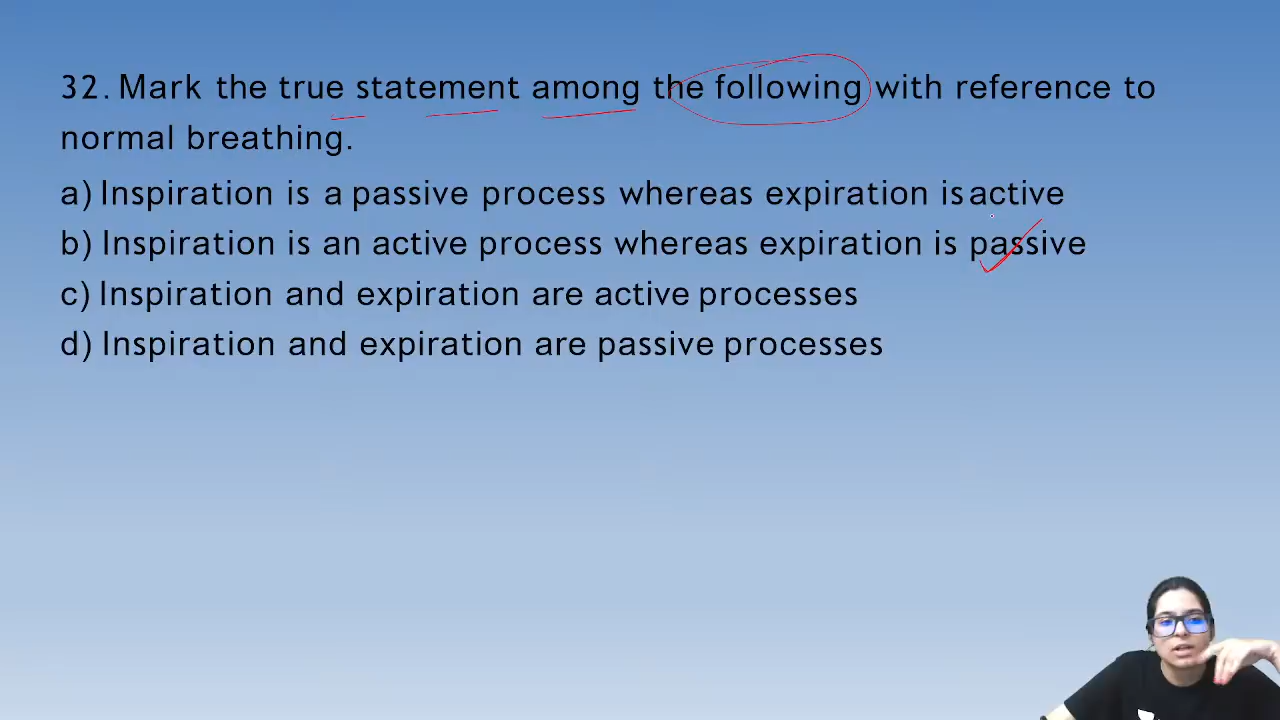 32. Mark the true statement among the following with reference to
normal breathing.
a) Inspiration is a passive process whereas expiration is active
b) Inspiration is an active process whereas expiration is passive
c) Inspiration and expiration are active processes
d) Inspiration and expiration are passive processes